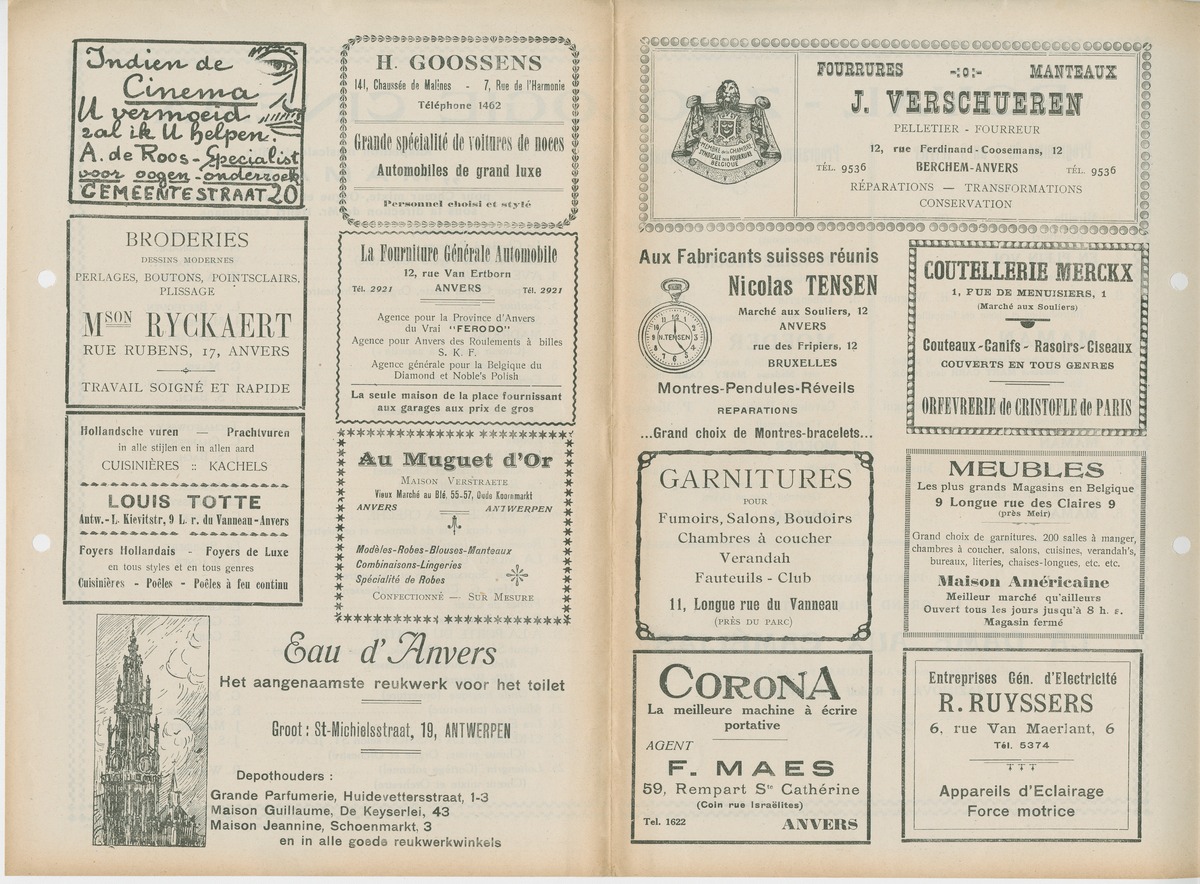 Indien de
Cinema
U vermoeid
zal ik U helpen.
A. de Roos - Specialist
voor oogen - onderzoek
GEMEENTESTRAAT 20
BRODERIES
DESSINS MODERNES
PERLAGES, BOUTONS, POINTSCLAIRS,
PLISSAGE
MSON RYCKAERT
RUE RUBENS, 17, ANVERS
TRAVAIL SOIGNÉ ET RAPIDE
Hollandsche vuren — Prachtvuren
in alle stijlen en in allen aard
CUISINIÈRES :: KACHELS
LOUIS TOTTE
Antw. - L. Kievitstr, 9 L. r. du Vanneau - Anvers
Foyers Hollandais - Foyers de Luxe
en tous styles et en tous genres
Cuisinières - Poêles - Poêles à feu continu
H. GOOSSENS
141, Chaussée de Malines - 7, Rue de l'Harmonie
Téléphone 1462
Grande spécialité de voitures de noces
Automobiles de grand luxe
Personnel choisi et stylé
La Fourniture Générale Automobile
12, rue Van Ertborn
Tél. 2921 ANVERS Tél. 2921
Agence pour la Province d'Anvers
du Vrai "FERODO"
Agence pour Anvers des Roulements à billes
S. K. F.
Agence générale pour la Belgique du
Diamond et Noble's Polish
La seule maison de la place fournissant
aux garages aux prix de gros
Au Muguet d'Or
MAISON VERSTRAETE
Vieux Marché au Blé, 55-57, Oude Koornmarkt
ANVERS ANTWERPEN
Modèles-Robes-Blouses-Manteaux
Combinaisons-Lingeries
Spécialité de Robes
CONFECTIONNÉ — SUR MESURE
Eau d'Anvers
Het aangenaamste reukwerk voor het toilet
Groot: St-Michielsstraat, 19, ANTWERPEN
Depothouders :
Grande Parfumerie, Huidevettersstraat, 1-3
Maison Guillaume, De Keyserlei, 43
Maison Jeannine, Schoenmarkt, 3
en in alle goede reukwerkwinkels
MEMBRE DE LA CHAMBRE
SYNDICALE DE LA FOURRURE
BELGIQUE
FOURRURES -:o:- MANTEAUX
J. VERSCHUEREN
PELLETIER - FOURREUR
12, rue Ferdinand-Coosemans, 12
TÉL. 9536 BERCHEM-ANVERS TÉL. 9536
RÉPARATIONS — TRANSFORMATIONS
CONSERVATION
Aux Fabricants suisses réunis
Nicolas TENSEN
Marché aux Souliers, 12
ANVERS
rue des Fripiers, 12
BRUXELLES
N.TENSEN
Montres-Pendules-Réveils
REPARATIONS
...Grand choix de Montres-bracelets...
COUTELLERIE MERCKX
1, RUE DE MENUISIERS, 1
(Marché aux Souliers)
Couteaux-Canifs - Rasoirs-Ciseaux
COUVERTS EN TOUS GENRES
ORFEVRERIE de CRISTOFLE de PARIS
GARNITURES
POUR
Fumoirs, Salons, Boudoirs
Chambres à coucher
Verandah
Fauteuils - Club
11, Longue rue du Vanneau
(PRÈS DU PARC)
MEUBLES
Les plus grands Magasins en Belgique
9 Longue rue des Claires 9
(près Meir)
Grand choix de garnitures. 200 salles à manger,
chambres à coucher, salons, cuisines, verandah's,
bureaux, literies, chaises-longues, etc. etc.
Maison Américaine
Meilleur marché qu'ailleurs
Ouvert tous les jours jusqu'à 8 h. s.
Magasin fermé
CORONA
La meilleure machine à écrire
portative
AGENT
F. MAES
59, Rempart Ste Cathérine
(Coin rue Israëlites)
Tel. 1622 ANVERS
Entreprises Gén. d'Electricité
R. RUYSSERS
6, rue Van Maerlant, 6
Tél. 5374
Appareils d'Eclairage
Force motrice